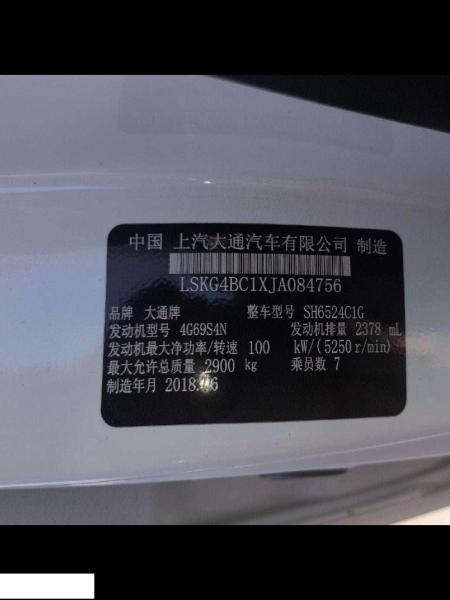 中国 上汽大通汽车有限公司 制造
LSKG4BC1XJA084756
品牌 大通牌 整车型号 SH6524C1G
发动机型号 4G69S4N 发动机排量 2378 mL
发动机最大净功率/转速 100 kW/(5250 r/min)
最大允许总质量 2900 kg 乘员数 7
制造年月 2018. 6